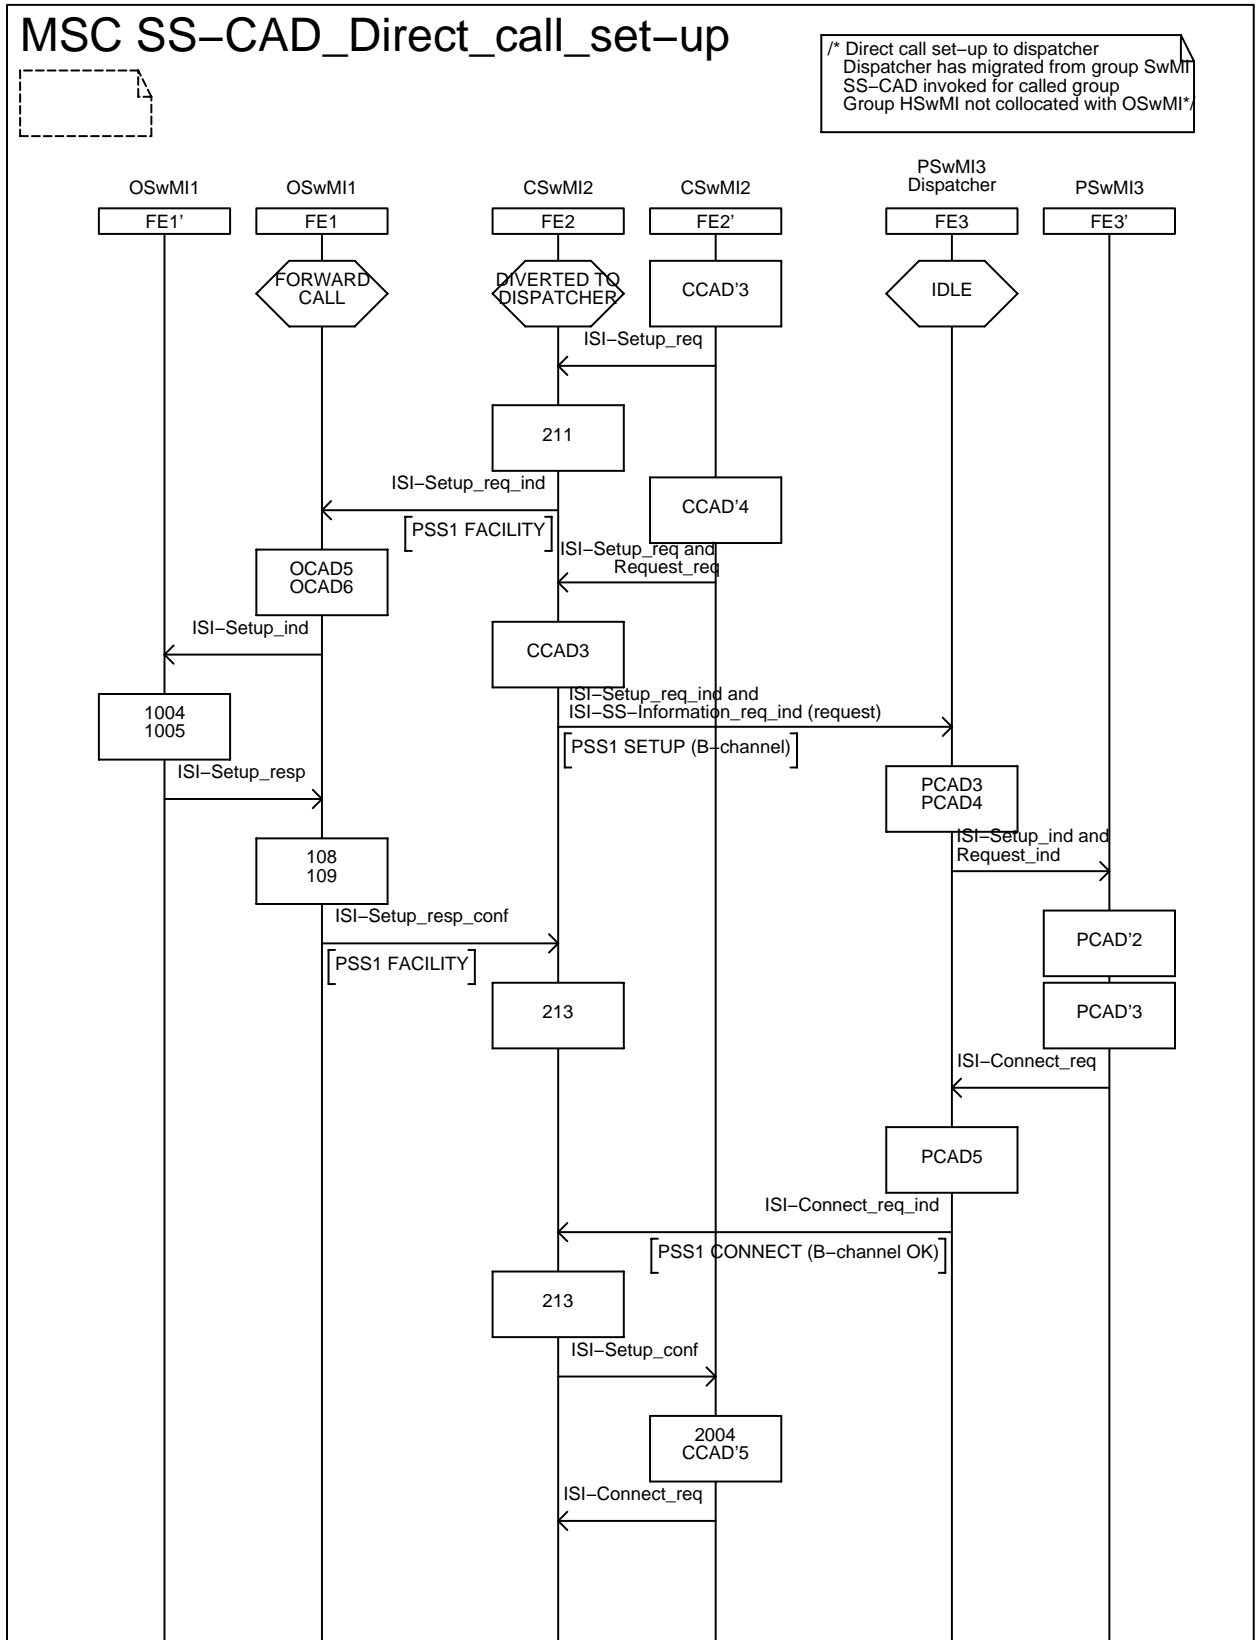 MSC SS–CAD_Direct_call_set–up
/* Direct call set–up to dispatcher
Dispatcher has migrated from group SwMI
SS–CAD invoked for called group
Group HSwMI not collocated with OSwMI*/
OSwMI1
OSwMI1
CSwMI2
CSwMI2
PSwMI3
Dispatcher
PSwMI3
FE1'
FE1
FE2
FE2'
FE3
FE3'
FORWARD
CALL
DIVERTED TO
DISPATCHER
CCAD'3
IDLE
ISI–Setup_req
211
ISI–Setup_req_ind
[PSS1 FACILITY]
CCAD'4
ISI–Setup_req and
Request_req
OCAD5
OCAD6
ISI–Setup_ind
CCAD3
ISI–Setup_req_ind and
ISI–SS–Information_req_ind (request)
[PSS1 SETUP (B–channel)]
1004
1005
ISI–Setup_resp
PCAD3
PCAD4
ISI–Setup_ind and
Request_ind
108
109
ISI–Setup_resp_conf
[PSS1 FACILITY]
PCAD'2
213
PCAD'3
ISI–Connect_req
PCAD5
ISI–Connect_req_ind
[PSS1 CONNECT (B–channel OK)]
213
ISI–Setup_conf
2004
CCAD'5
ISI–Connect_req